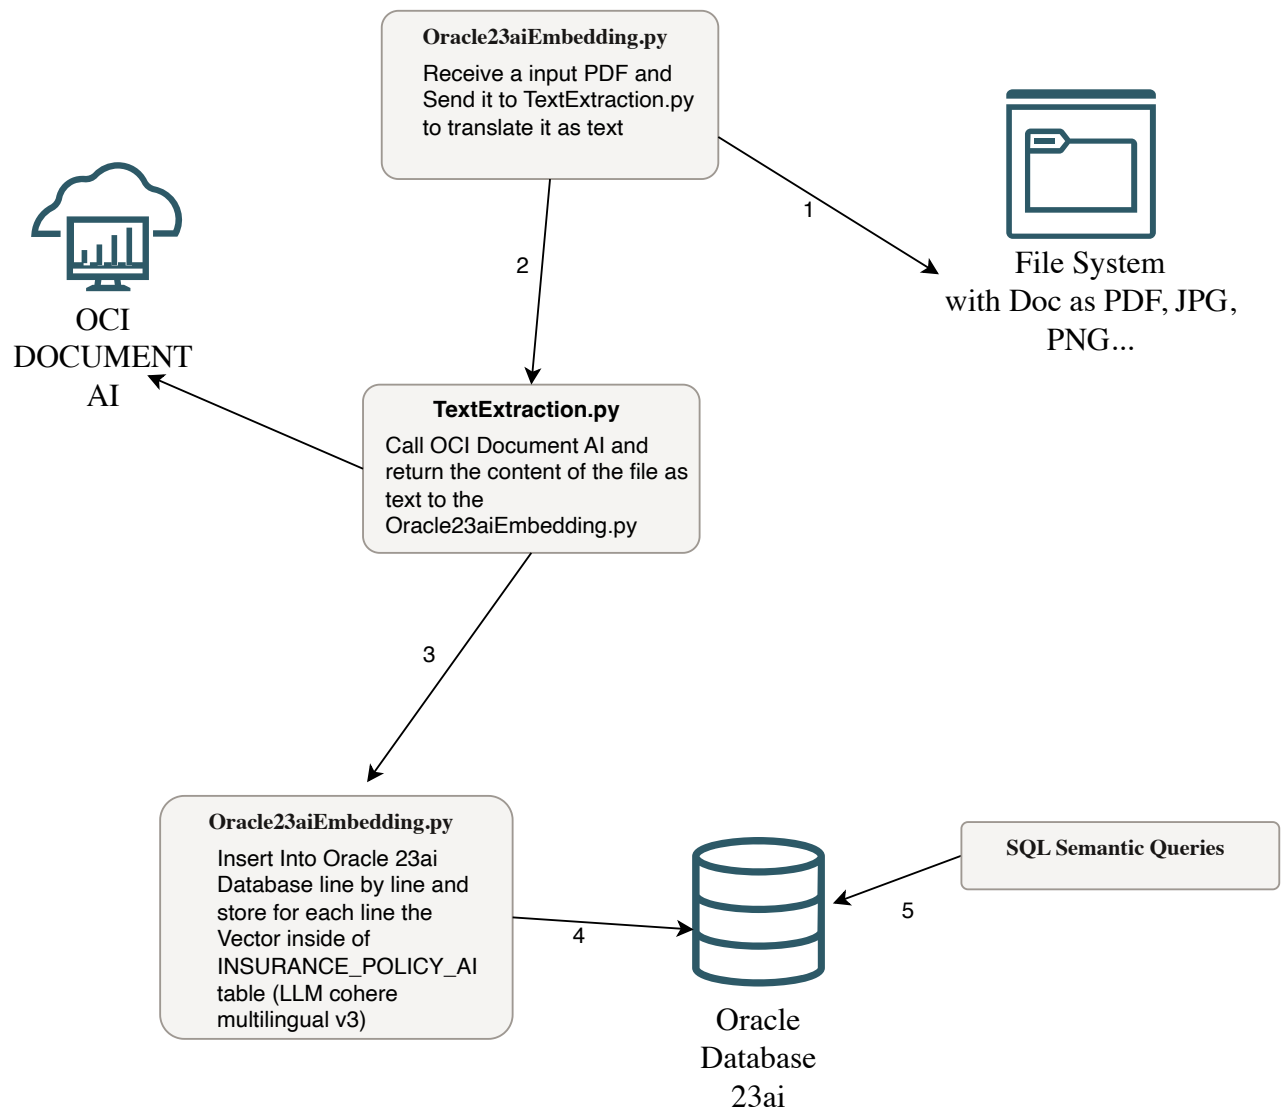 Oracle23aiEmbedding.py
Receive a input PDF and
Send it to TextExtraction.py
to translate it as text
1
File System
with Doc as PDF, JPG,
PNG...
2
OCI
DOCUMENT
AI
TextExtraction.py
Call OCI Document AI and
return the content of the file as
text to the
Oracle23aiEmbedding.py
3
Oracle23aiEmbedding.py
Insert Into Oracle 23ai
Database line by line and
store for each line the
Vector inside of
INSURANCE_POLICY_AI
table (LLM cohere
multilingual v3)
4
Oracle
Database
23ai
5
SQL Semantic Queries